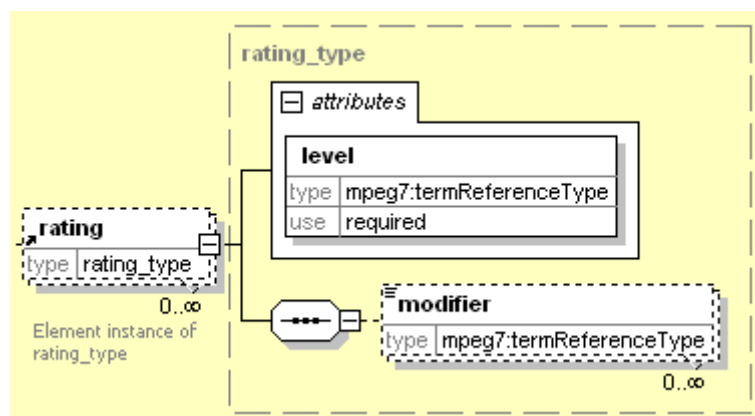 rating_type
attributes
level
type mpeg7:termReferenceType
use required
rating
type rating_type
0..∞
Element instance of
rating_type
modifier
type mpeg7:termReferenceType
0..∞